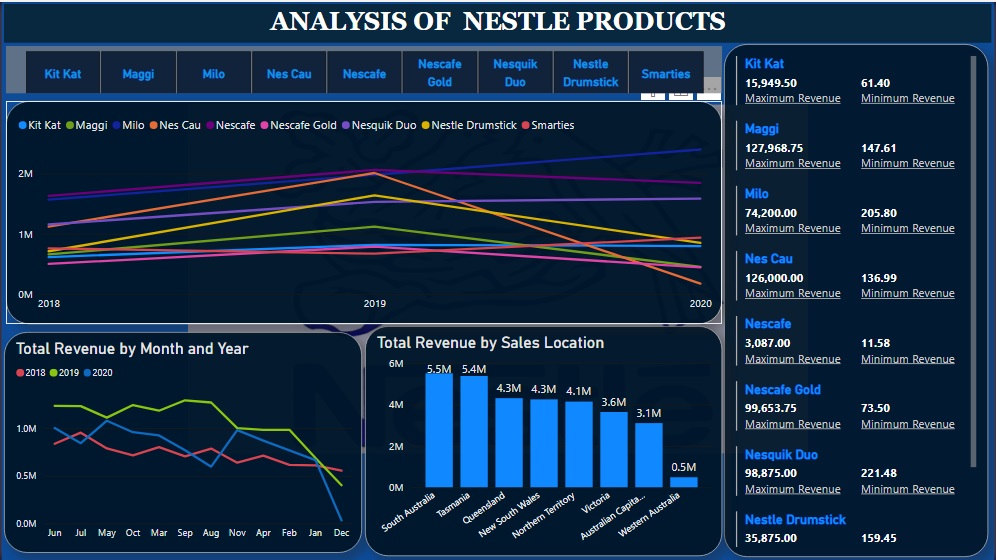 ANALYSIS OF NESTLE PRODUCTS
Kit Kat
Maggi
Milo
Nes Cau
Nescafe
Nescafe Gold
Nesquik Duo
Nestle Drumstick
Smarties
Kit Kat Maggi Milo Nes Cau Nescafe Nescafe Gold Nesquik Duo Nestle Drumstick Smarties
2M
1M
0M
2018 2019 2020
Total Revenue by Month and Year
2018 2019 2020
1.0M
0.5M
0.0M
Jun Jul May Oct Mar Sep Aug Nov Apr Feb Jan Dec
Total Revenue by Sales Location
6M
4M
2M
0M
5.5M 5.4M 4.3M 4.3M 4.1M 3.6M 3.1M 0.5M
South Australia
Tasmania
Queensland
New South Wales
Northern Territory
Victoria
Australian Capita...
Western Australia
Kit Kat
15,949.50 61.40
Maximum Revenue Minimum Revenue
Maggi
127,968.75 147.61
Maximum Revenue Minimum Revenue
Milo
74,200.00 205.80
Maximum Revenue Minimum Revenue
Nes Cau
126,000.00 136.99
Maximum Revenue Minimum Revenue
Nescafe
3,087.00 11.58
Maximum Revenue Minimum Revenue
Nescafe Gold
99,653.75 73.50
Maximum Revenue Minimum Revenue
Nesquik Duo
98,875.00 221.48
Maximum Revenue Minimum Revenue
Nestle Drumstick
35,875.00 159.45